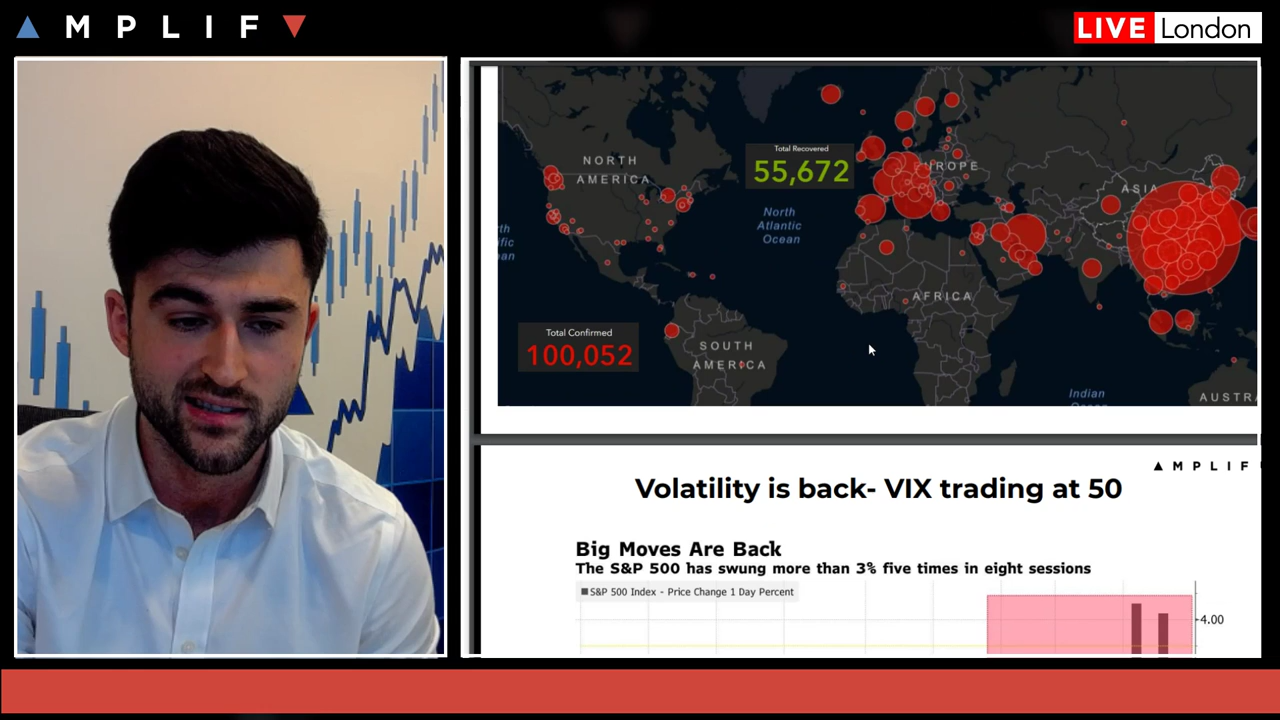 ▲ M P L I F ▼
LIVE London
NORTH
AMERICA
Total Recovered
55,672
EUROPE
ASIA
North
Atlantic
Ocean
AFRICA
Total Confirmed
100,052
SOUTH
AMERICA
Indian
Ocean
AUSTRA
▲ M P L I F
Volatility is back- VIX trading at 50
Big Moves Are Back
The S&P 500 has swung more than 3% five times in eight sessions
S&P 500 Index - Price Change 1 Day Percent
4.00